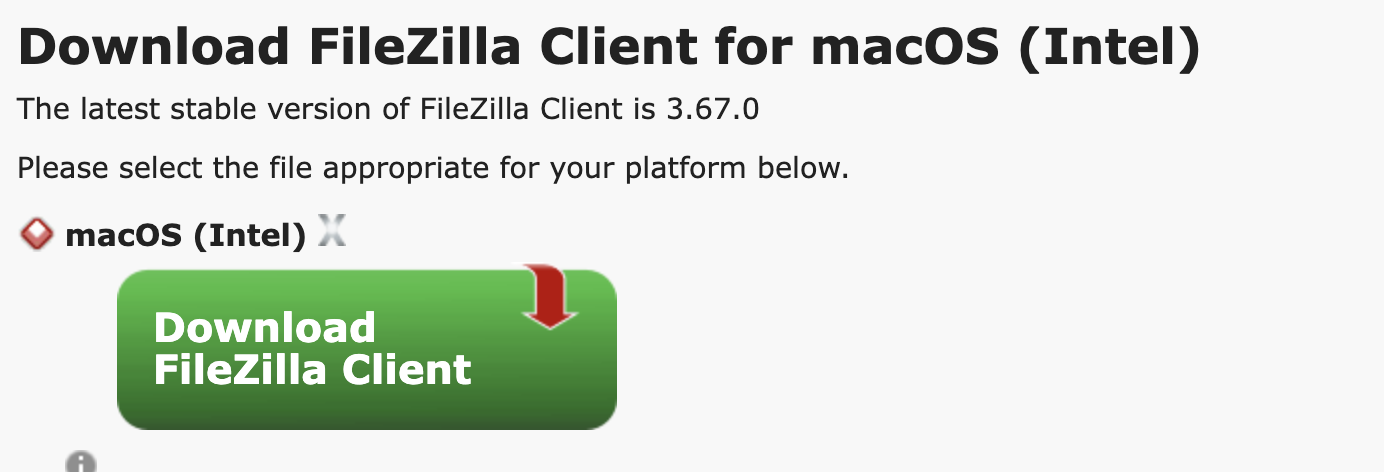 Download FileZilla Client for macOS (Intel)
The latest stable version of FileZilla Client is 3.67.0
Please select the file appropriate for your platform below.
macOS (Intel)
Download
FileZilla Client